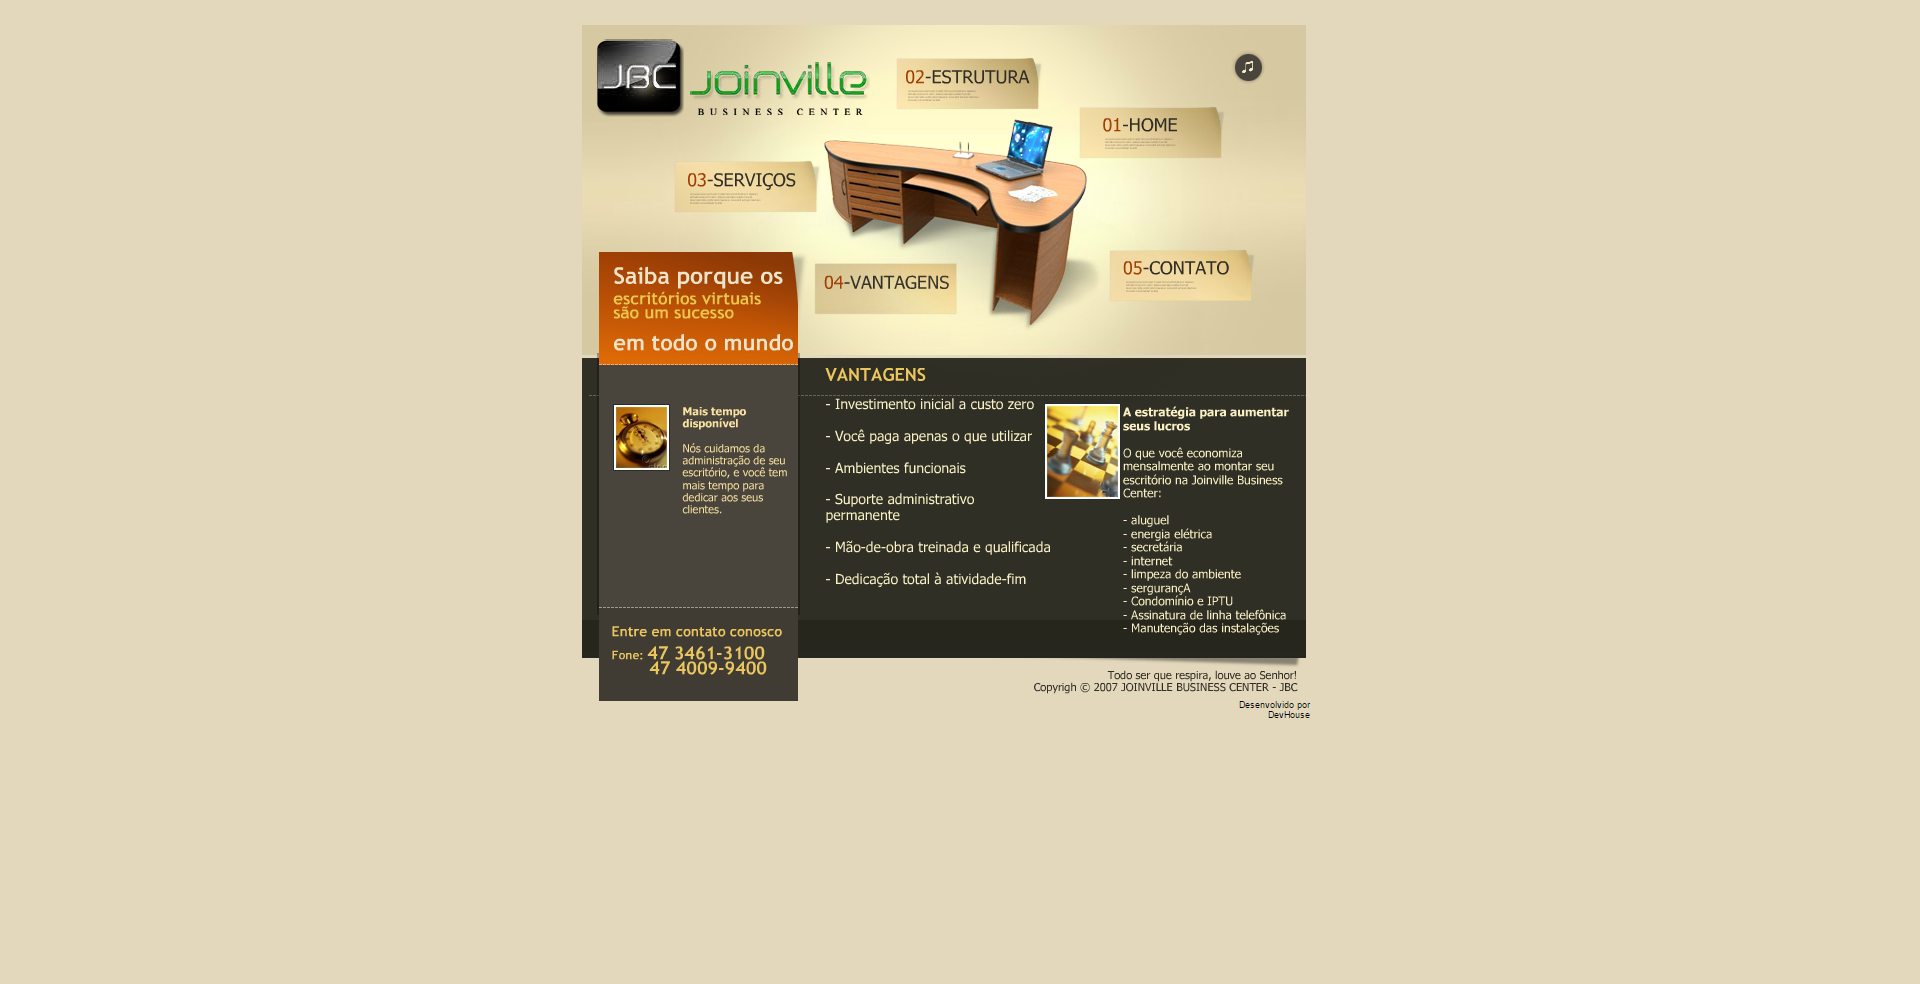 JBC
Joinville
BUSINESS CENTER
02-ESTRUTURA
01-HOME
03-SERVIÇOS
04-VANTAGENS
05-CONTATO
Saiba porque os
escritórios virtuais
são um sucesso
em todo o mundo
Mais tempo
disponível
Nós cuidamos da
administração de seu
escritório, e você tem
mais tempo para
dedicar aos seus
clientes.
Entre em contato conosco
Fone: 47 3461-3100
47 4009-9400
VANTAGENS
- Investimento inicial a custo zero
- Você paga apenas o que utilizar
- Ambientes funcionais
- Suporte administrativo
permanente
- Mão-de-obra treinada e qualificada
- Dedicação total à atividade-fim
A estratégia para aumentar
seus lucros
O que você economiza
mensalmente ao montar seu
escritório na Joinville Business
Center:
- aluguel
- energia elétrica
- secretária
- internet
- limpeza do ambiente
- sergurançA
- Condomínio e IPTU
- Assinatura de linha telefônica
- Manutenção das instalações
Todo ser que respira, louve ao Senhor!
Copyrigh © 2007 JOINVILLE BUSINESS CENTER - JBC
Desenvolvido por
DevHouse